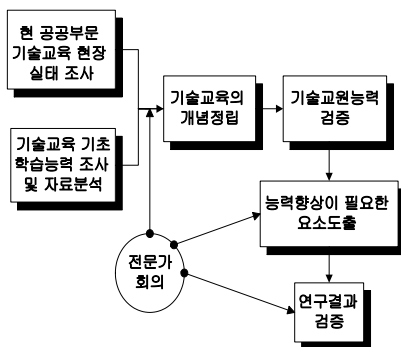 현 공공부문
기술교육 현장
실태 조사
기술교육 기초
학습능력 조사
및 자료분석
기술교육의
개념정립
기술교원능력
검증
능력향상이 필요한
요소도출
전문가
회의
연구결과
검증